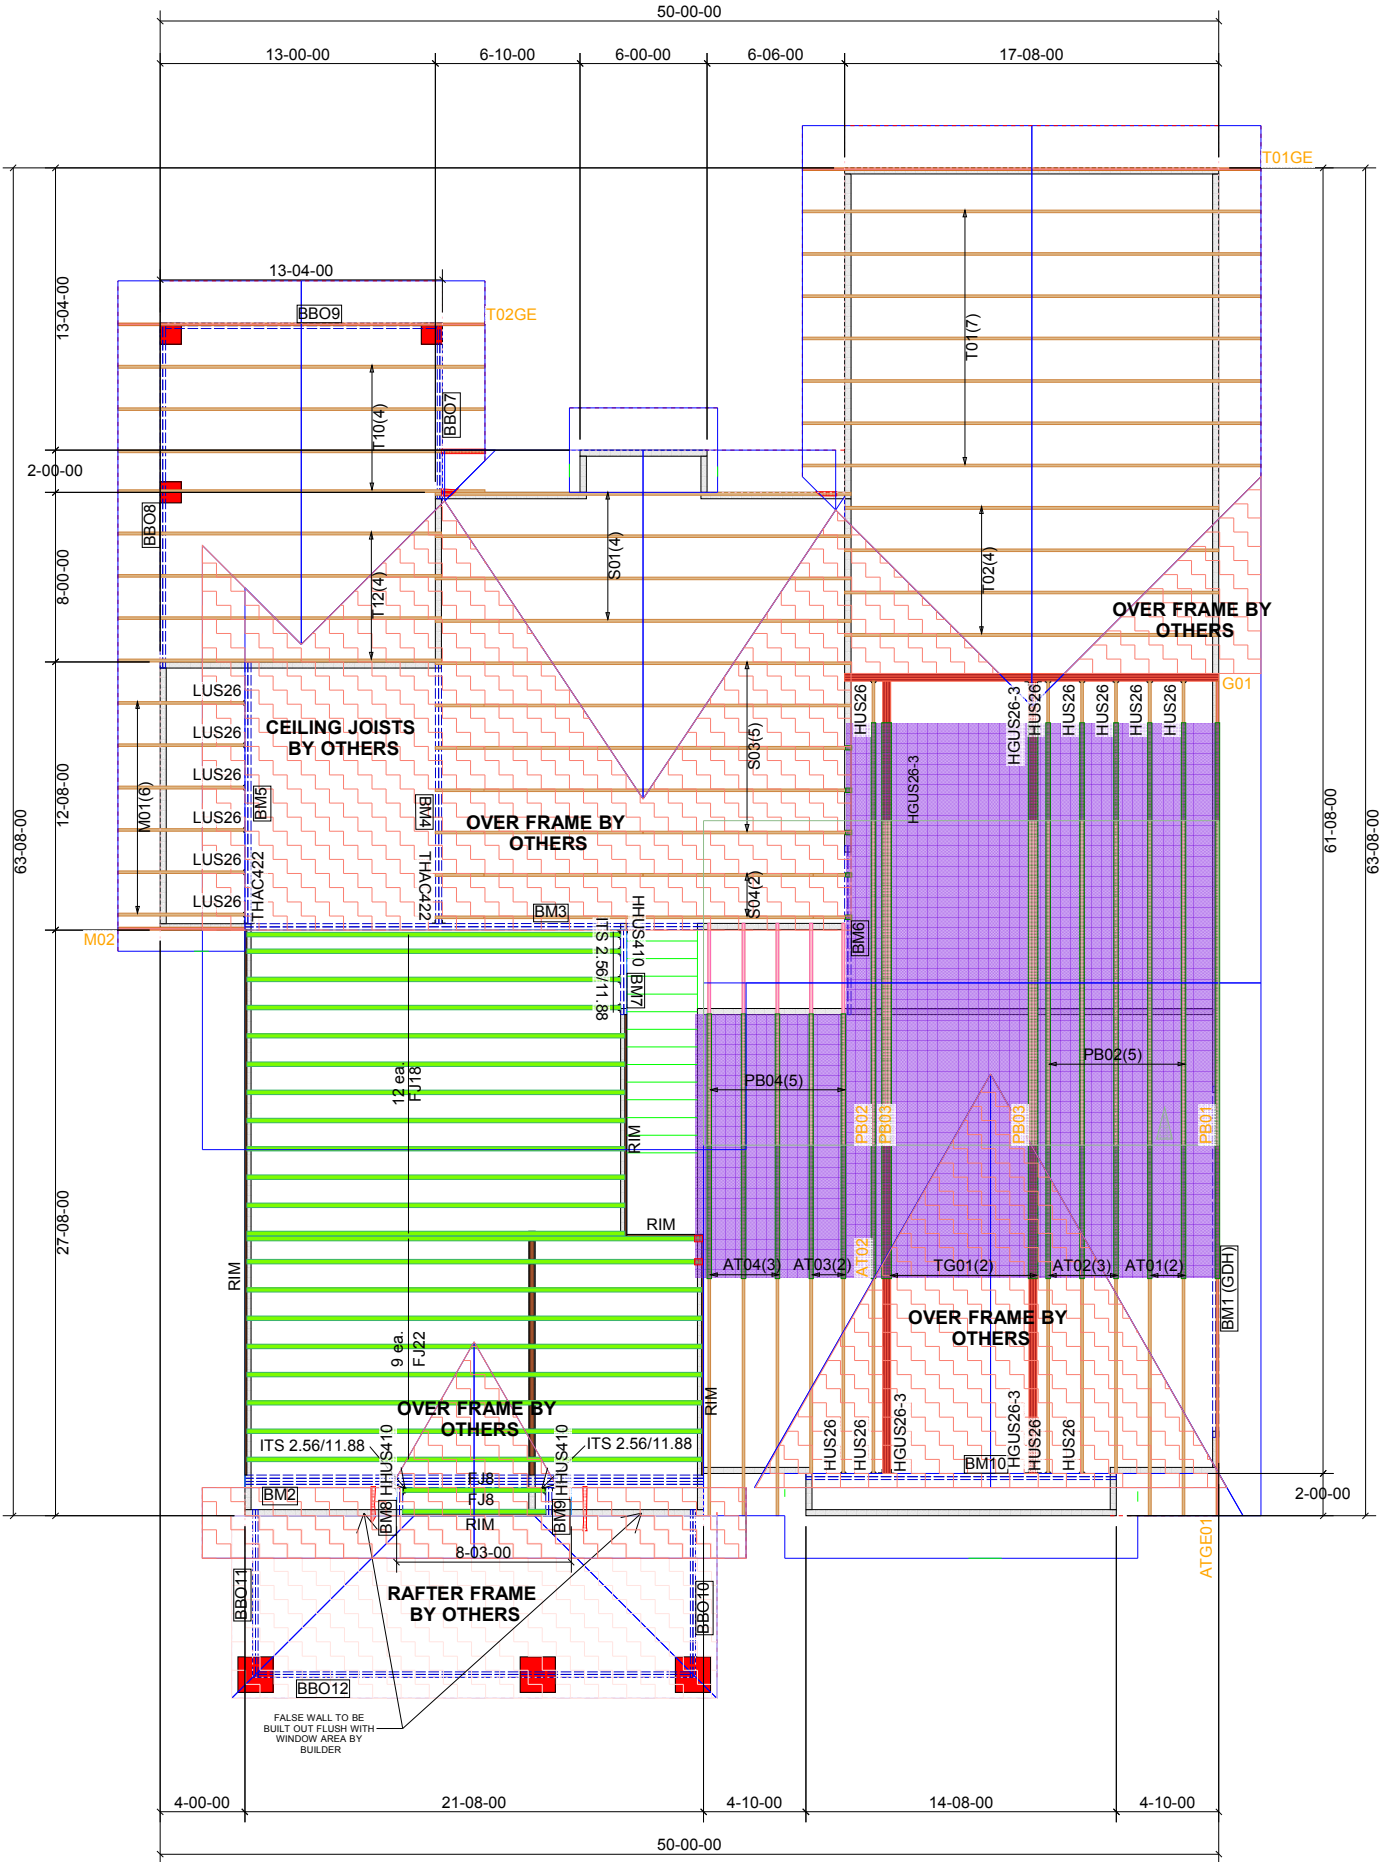 50-00-00
13-00-00
6-10-00
6-00-00
6-06-00
17-08-00
T01GE
13-04-00
13-04-00
BBO9
T02GE
T01(7)
T10(4)
BBO7
2-00-00
BBO8
S01(4)
T02(4)
8-00-00
T12(4)
OVER FRAME BY
OTHERS
G01
LUS26
LUS26
LUS26
LUS26
LUS26
LUS26
M01(6)
CEILING JOISTS
BY OTHERS
BM5
BM4
THAC422
THAC422
S03(5)
S04(2)
OVER FRAME BY
OTHERS
HUS26
HGUS26-3
HGUS26-3
HUS26
HUS26
HUS26
HUS26
HUS26
12-08-00
63-08-00
61-08-00
63-08-00
M02
BM3
ITS 2.56/11.88
HHUS410
BM7
BM6
12 ea.
FJ18
PB04(5)
PB02(5)
PB02
PB03
PB03
PB01
RIM
RIM
RIM
27-08-00
AT04(3)
AT03(2)
AT02
TG01(2)
AT02(3)
AT01(2)
BM1 (GDH)
OVER FRAME BY
OTHERS
9 ea.
FJ22
OVER FRAME BY
OTHERS
RIM
ITS 2.56/11.88
HHUS410
HHUS410
ITS 2.56/11.88
HUS26
HUS26
HGUS26-3
HGUS26-3
HUS26
HUS26
BM10
BM2
FJ8
FJ8
BM8
BM9
RIM
2-00-00
8-03-00
ATGE01
BBO11
RAFTER FRAME
BY OTHERS
BBO10
BBO12
FALSE WALL TO BE
BUILT OUT FLUSH WITH
WINDOW AREA BY
BUILDER
4-00-00
21-08-00
4-10-00
14-08-00
4-10-00
50-00-00